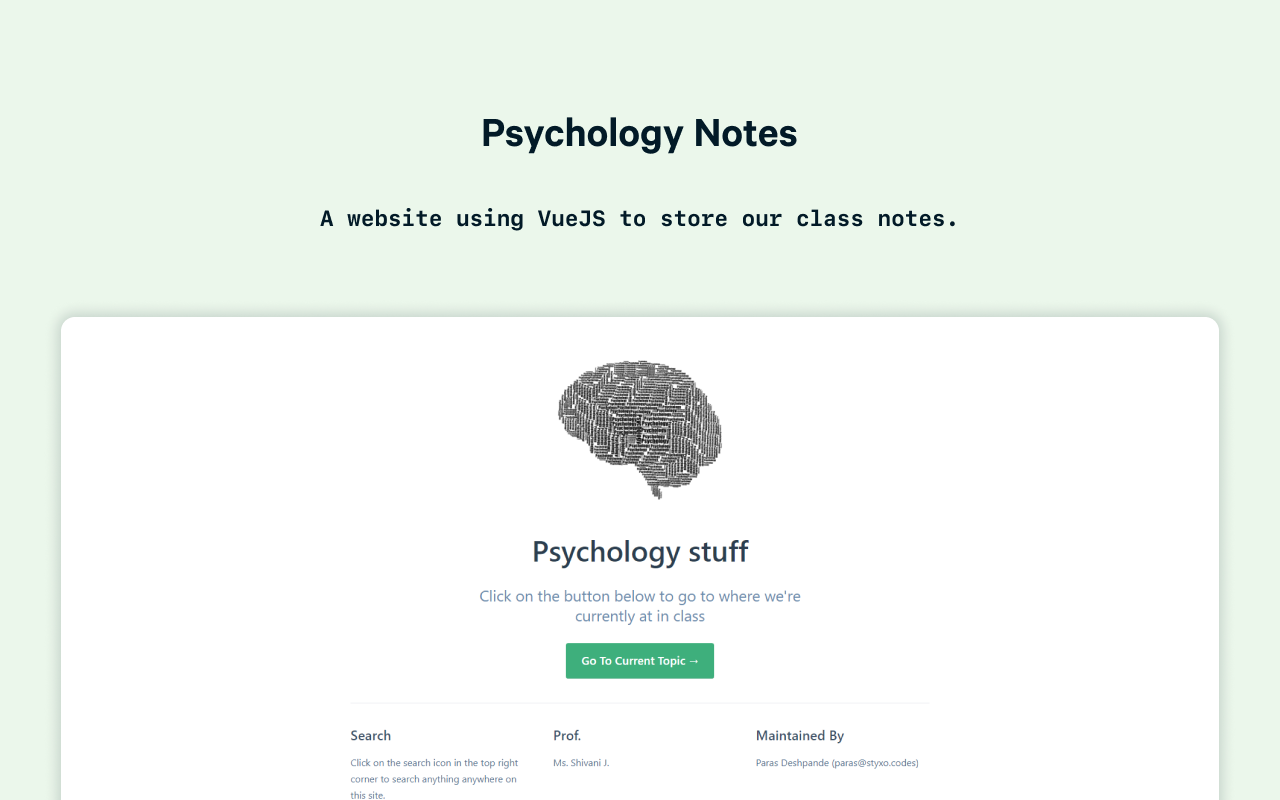 Psychology Notes
A website using VueJS to store our class notes.
Psychology stuff
Click on the button below to go to where we're
currently at in class
Go To Current Topic →
Search
Click on the search icon in the top right
corner to search anything anywhere on
this site.
Prof.
Ms. Shivani J.
Maintained By
Paras Deshpande (paras@styxo.codes)